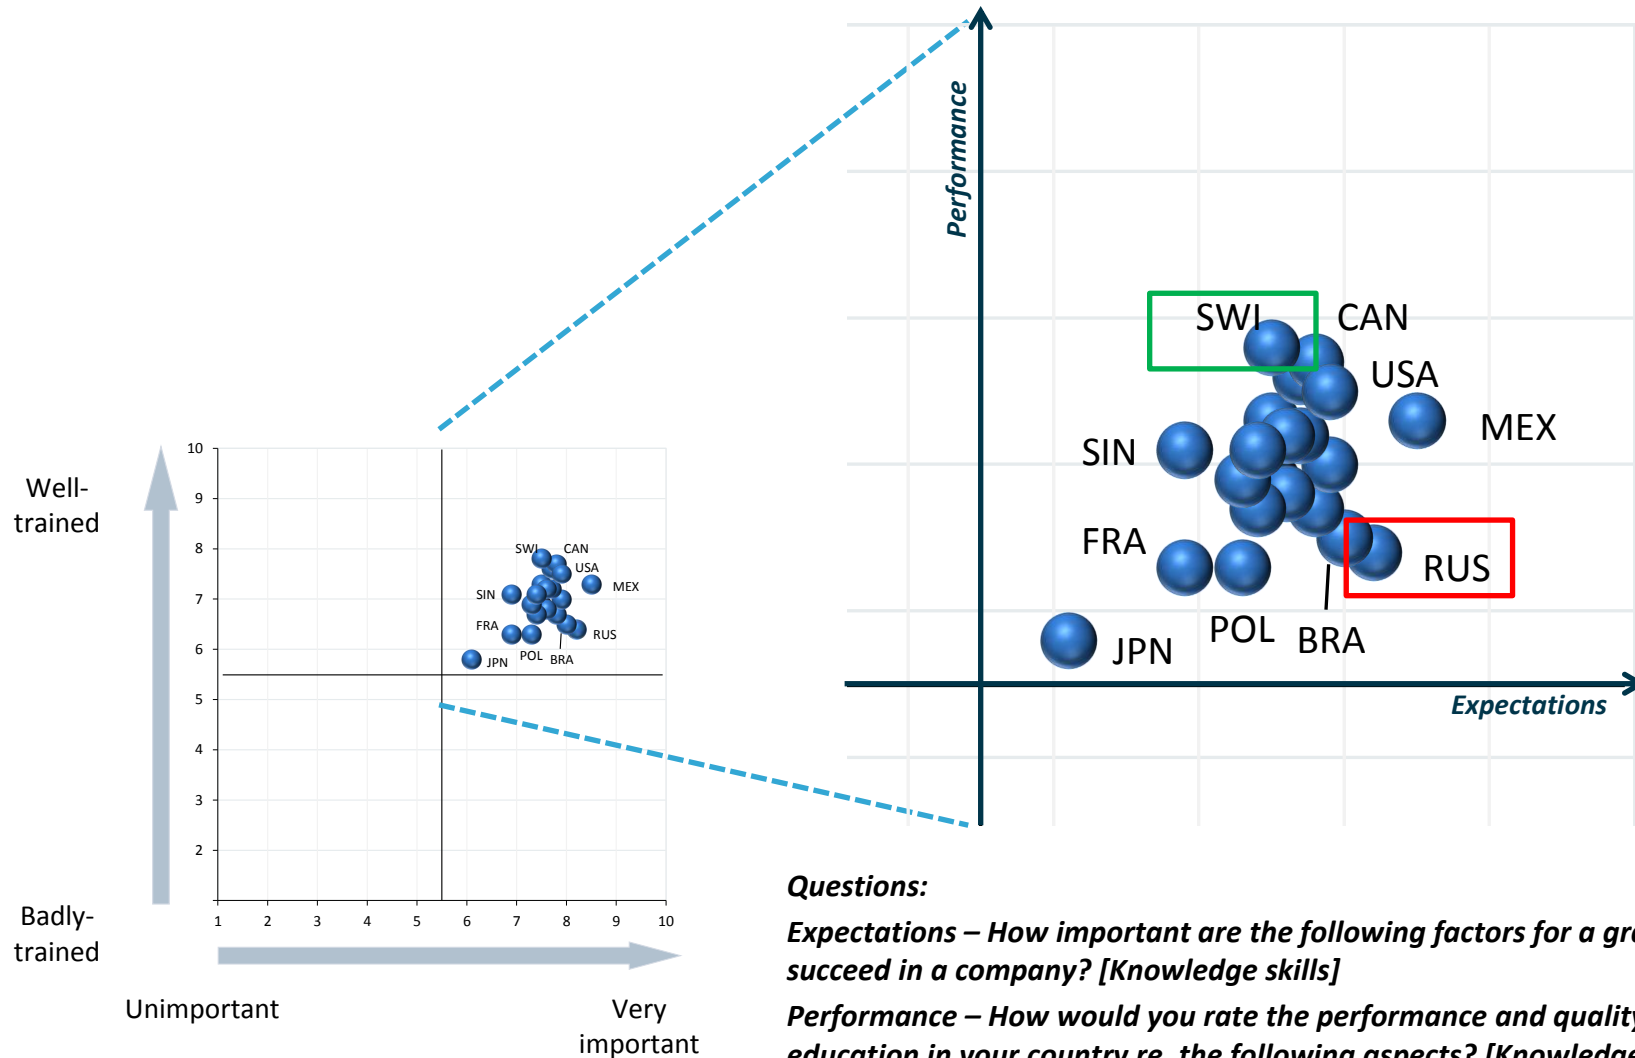 Performance
SWI
CAN
USA
MEX
SIN
FRA
RUS
POL
BRA
JPN
Expectations
Well-
trained
Badly-
trained
10
9
8
7
6
5
4
3
2
SWI
CAN
USA
MEX
SIN
FRA
RUS
POL
BRA
JPN
1 2 3 4 5 6 7 8 9 10
Unimportant
Very
important
Questions:
Expectations – How important are the following factors for a gra
succeed in a company? [Knowledge skills]
Performance – How would you rate the performance and quality
education in your country re. the following aspects? [Knowledge